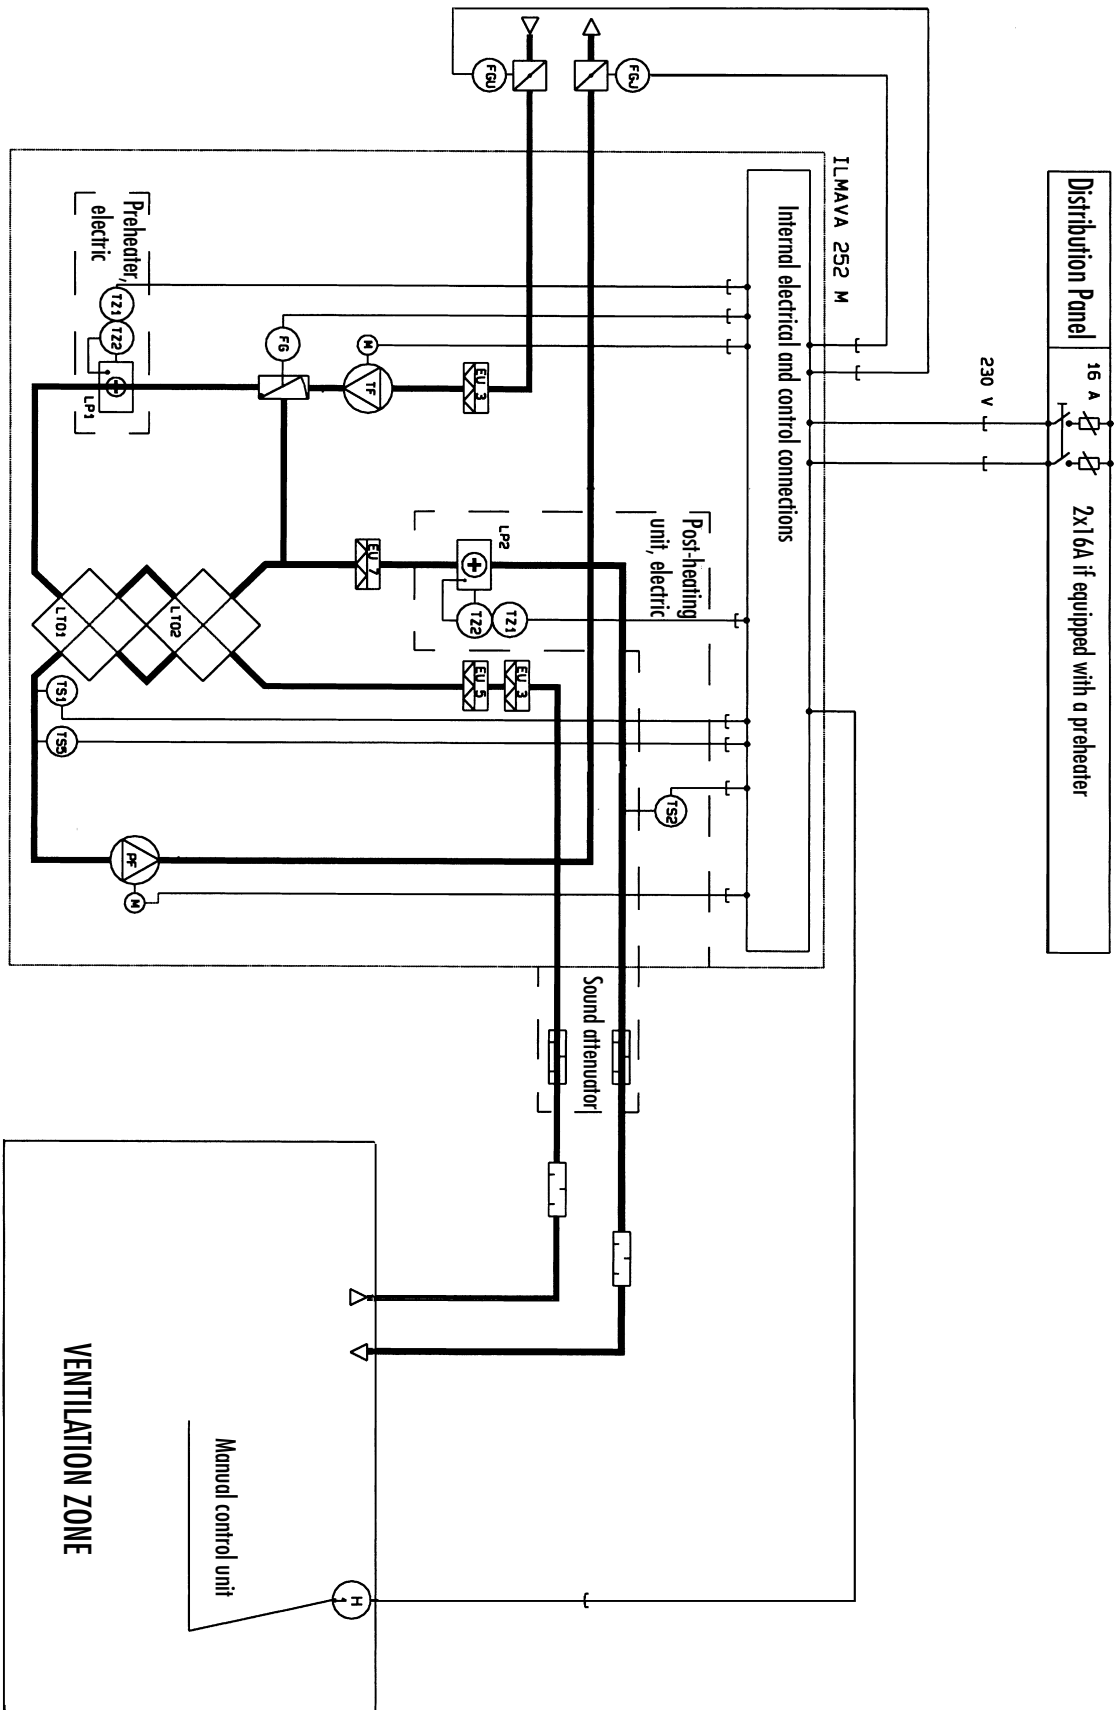 Distribution Panel
16 A
2x16A if equipped with a preheater
230 V
ILMAVA 252 M
Internal electrical and control connections
FGJ
FGU
Post-heating
unit, electric
LP2
TZ2
TZ1
EU 3
TF
M
FG
EU 7
Preheater,
electric
TZ1
TZ2
LP1
EU 3
EU 5
LTO2
LTO1
TS1
TS5
TS2
PF
M
Sound attenuator
H
Manual control unit
VENTILATION ZONE